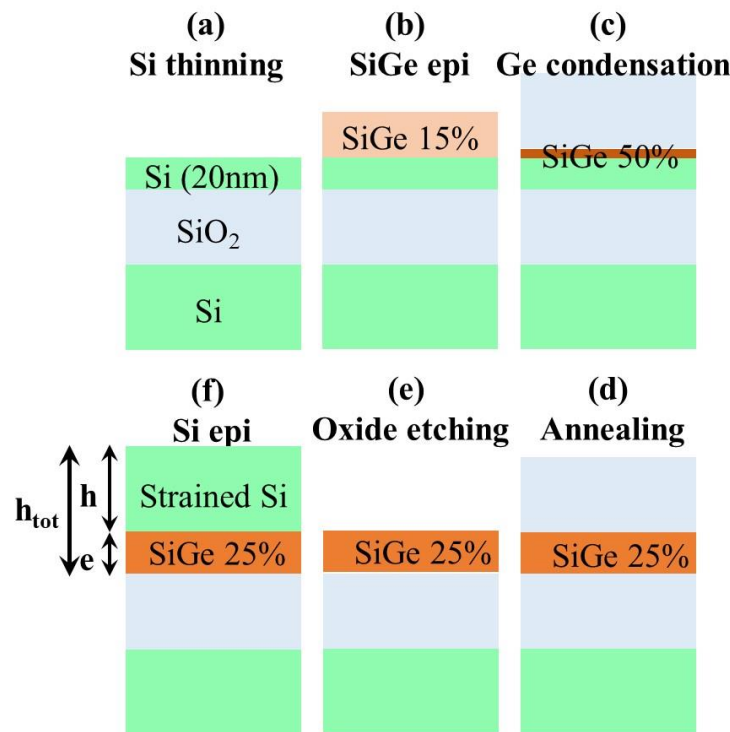 (a)
Si thinning
Si (20nm)
SiO₂
Si
(b)
SiGe epi
SiGe 15%
(c)
Ge condensation
SiGe 50%
(f)
Si epi
Strained Si
SiGe 25%
h
h_tot
e
(e)
Oxide etching
SiGe 25%
(d)
Annealing
SiGe 25%